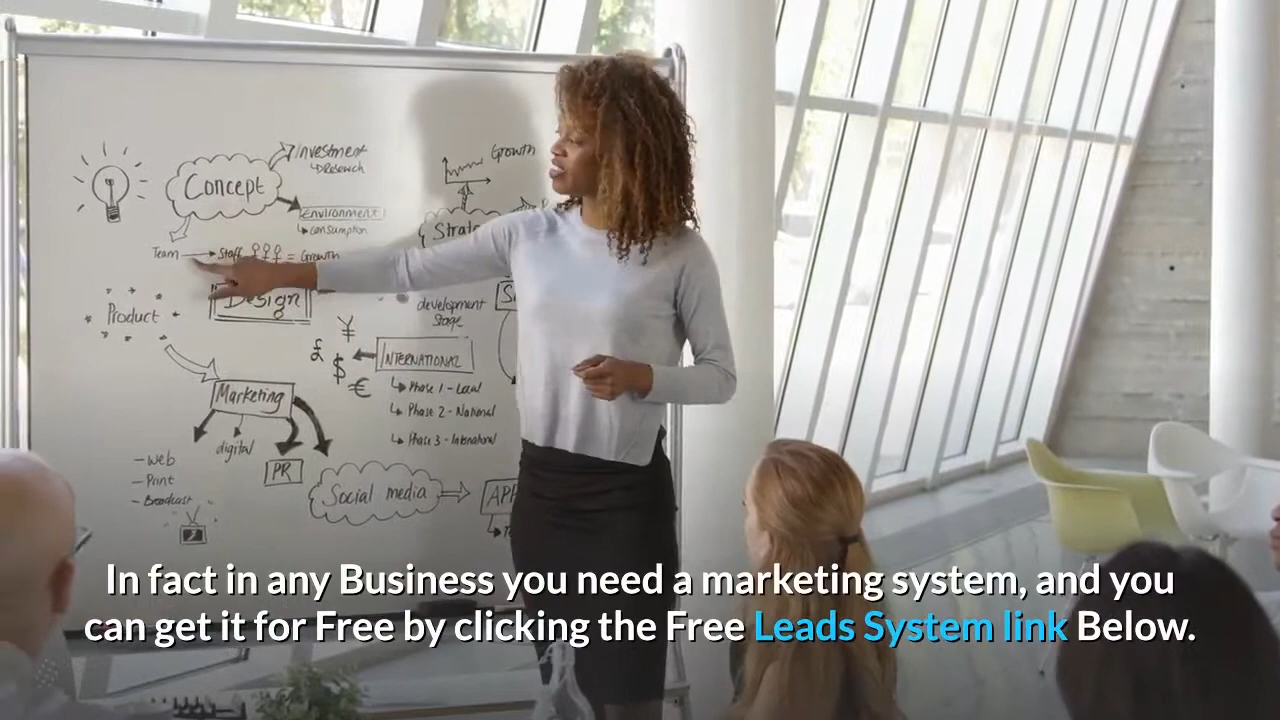 Investment
Research
Growth
Concept
Environment
Consumption
Strate
Team
Staff
= Growth
Design
Product
development
Stage
¥
£
$
€
INTERNATIONAL
Phase 1 - Local
Phase 2 - National
Phase 3 - International
Marketing
digital
- Web
- Print
- Broadcast
PR
Social media
APP
In fact in any Business you need a marketing system, and you
can get it for Free by clicking the Free Leads System link Below.